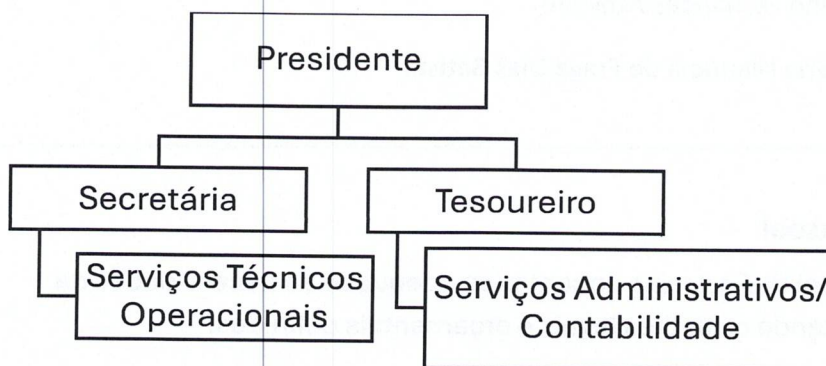 Presidente
Secretária
Tesoureiro
Serviços Técnicos
Operacionais
Serviços Administrativos/
Contabilidade